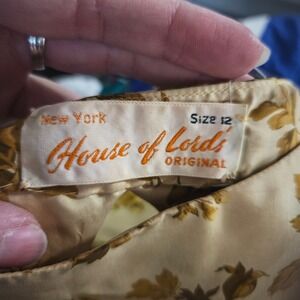 New York Size 12
House of Lord's
ORIGINAL